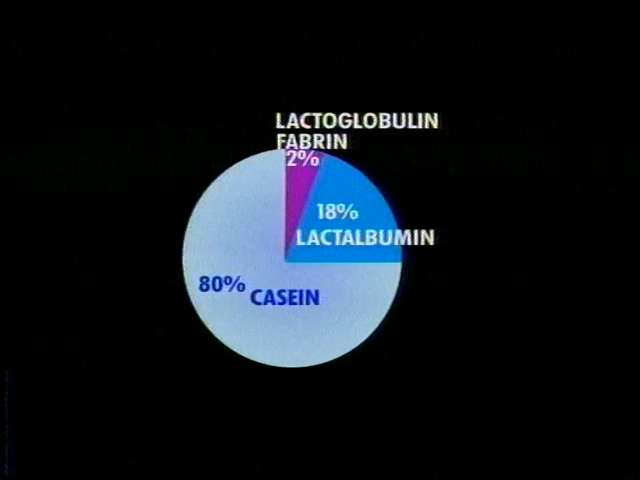 LACTOGLOBULIN
FABRIN
2%
18%
LACTALBUMIN
80% CASEIN